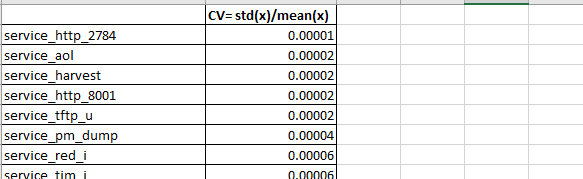 CV= std(x)/mean(x)
service_http_2784 0.00001
service_aol 0.00002
service_harvest 0.00002
service_http_8001 0.00002
service_tftp_u 0.00002
service_pm_dump 0.00004
service_red_i 0.00006
service_tim_i 0.00006